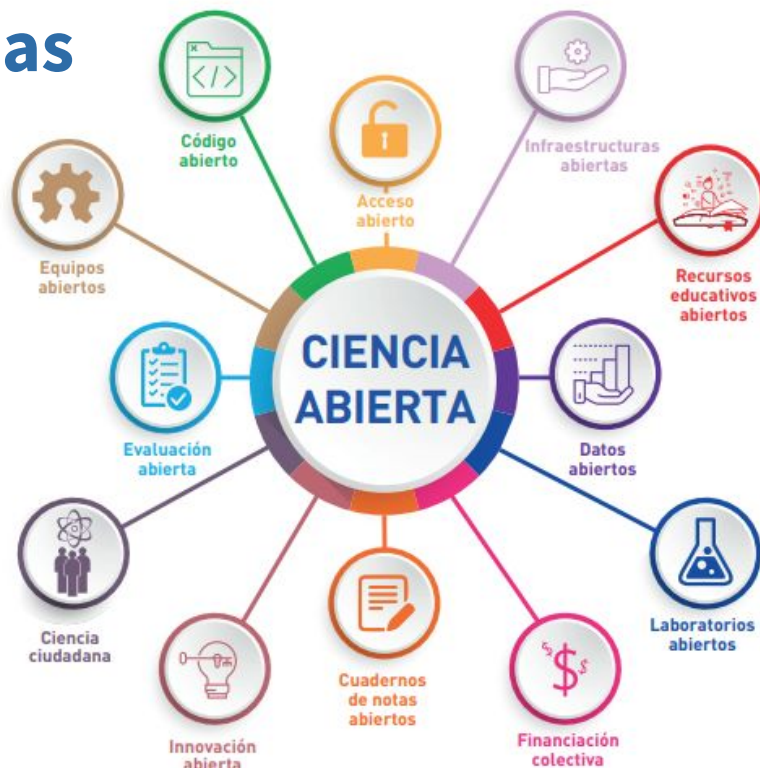 as
Código
abierto
Acceso
abierto
Infraestructuras
abiertas
Equipos
abiertos
Recursos
educativos
abiertos
CIENCIA
ABIERTA
Evaluación
abierta
Datos
abiertos
Ciencia
ciudadana
Laboratorios
abiertos
Innovación
abierta
Cuadernos
de notas
abiertos
Financiación
colectiva